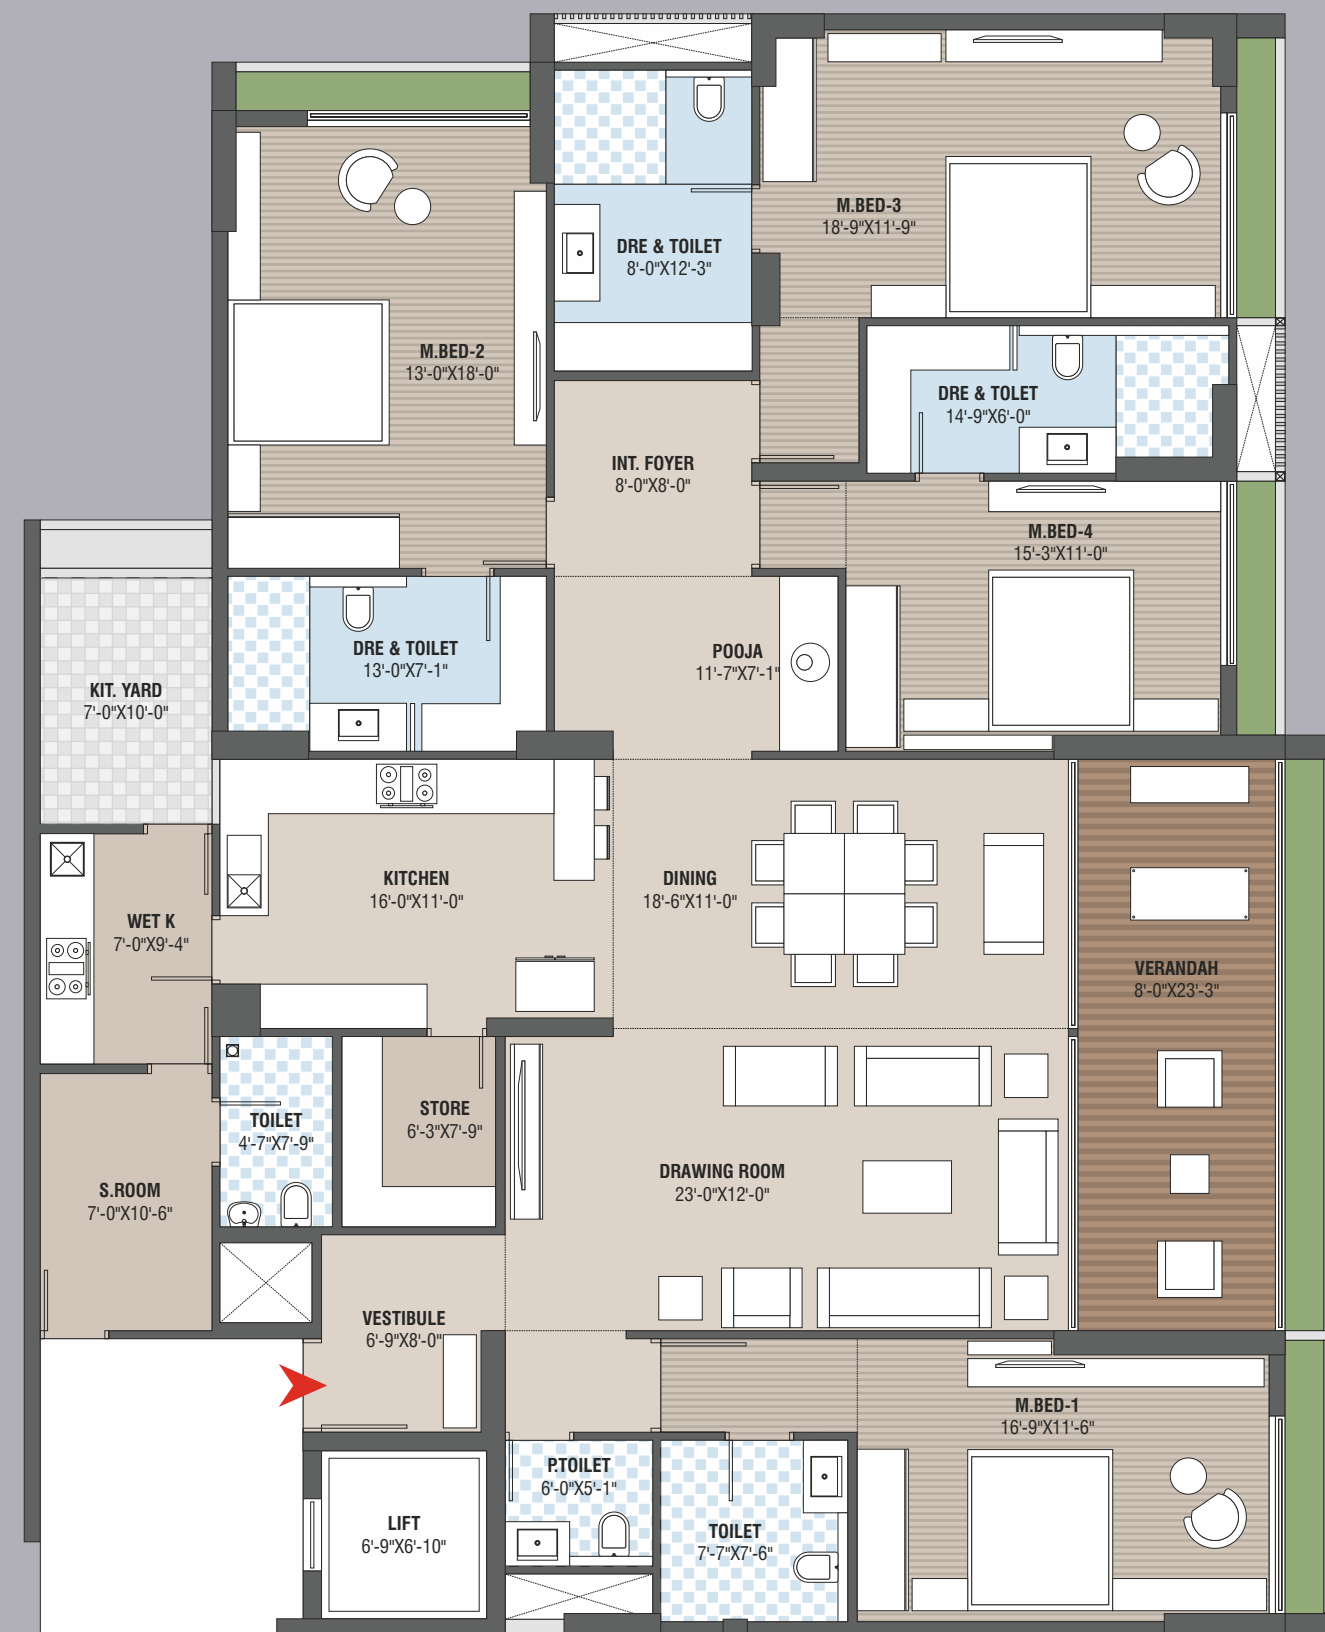 M.BED-3
18'-9"X11'-9"
DRE & TOILET
8'-0"X12'-3"
M.BED-2
13'-0"X18'-0"
DRE & TOLET
14'-9"X6'-0"
INT. FOYER
8'-0"X8'-0"
M.BED-4
15'-3"X11'-0"
DRE & TOILET
13'-0"X7'-1"
POOJA
11'-7"X7'-1"
KIT. YARD
7'-0"X10'-0"
KITCHEN
16'-0"X11'-0"
DINING
18'-6"X11'-0"
WET K
7'-0"X9'-4"
VERANDAH
8'-0"X23'-3"
STORE
6'-3"X7'-9"
TOILET
4'-7"X7'-9"
DRAWING ROOM
23'-0"X12'-0"
S.ROOM
7'-0"X10'-6"
VESTIBULE
6'-9"X8'-0"
M.BED-1
16'-9"X11'-6"
P.TOILET
6'-0"X5'-1"
LIFT
6'-9"X6'-10"
TOILET
7'-7"X7'-6"